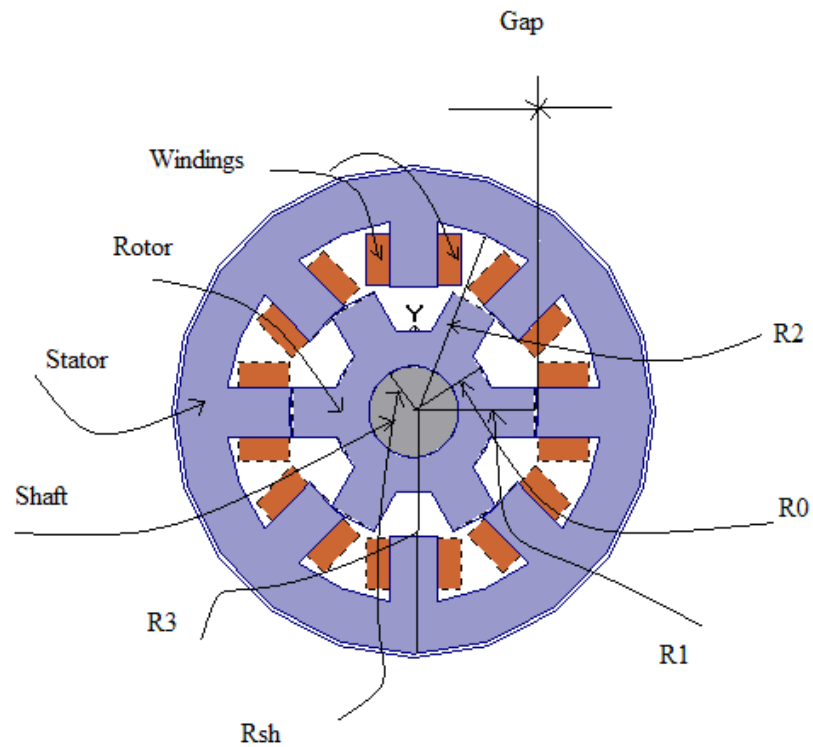 Gap
Windings
Rotor
Y
R2
Stator
Shaft
R0
R3
R1
Rsh